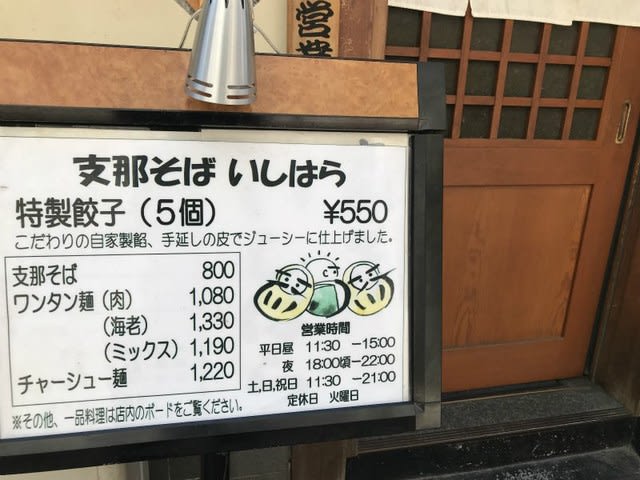 営業
支那そば いしはら
特製餃子（5個） ¥550
こだわりの自家製餡、手延しの皮でジューシーに仕上げました。
支那そば 800
ワンタン麺（肉） 1,080
（海老） 1,330
（ミックス） 1,190
チャーシュー麺 1,220
※その他、一品料理は店内のボードをご覧ください。
営業時間
平日昼 11:30 −15:00
夜 18:00頃−22:00
土,日,祝日 11:30 −21:00
定休日 火曜日